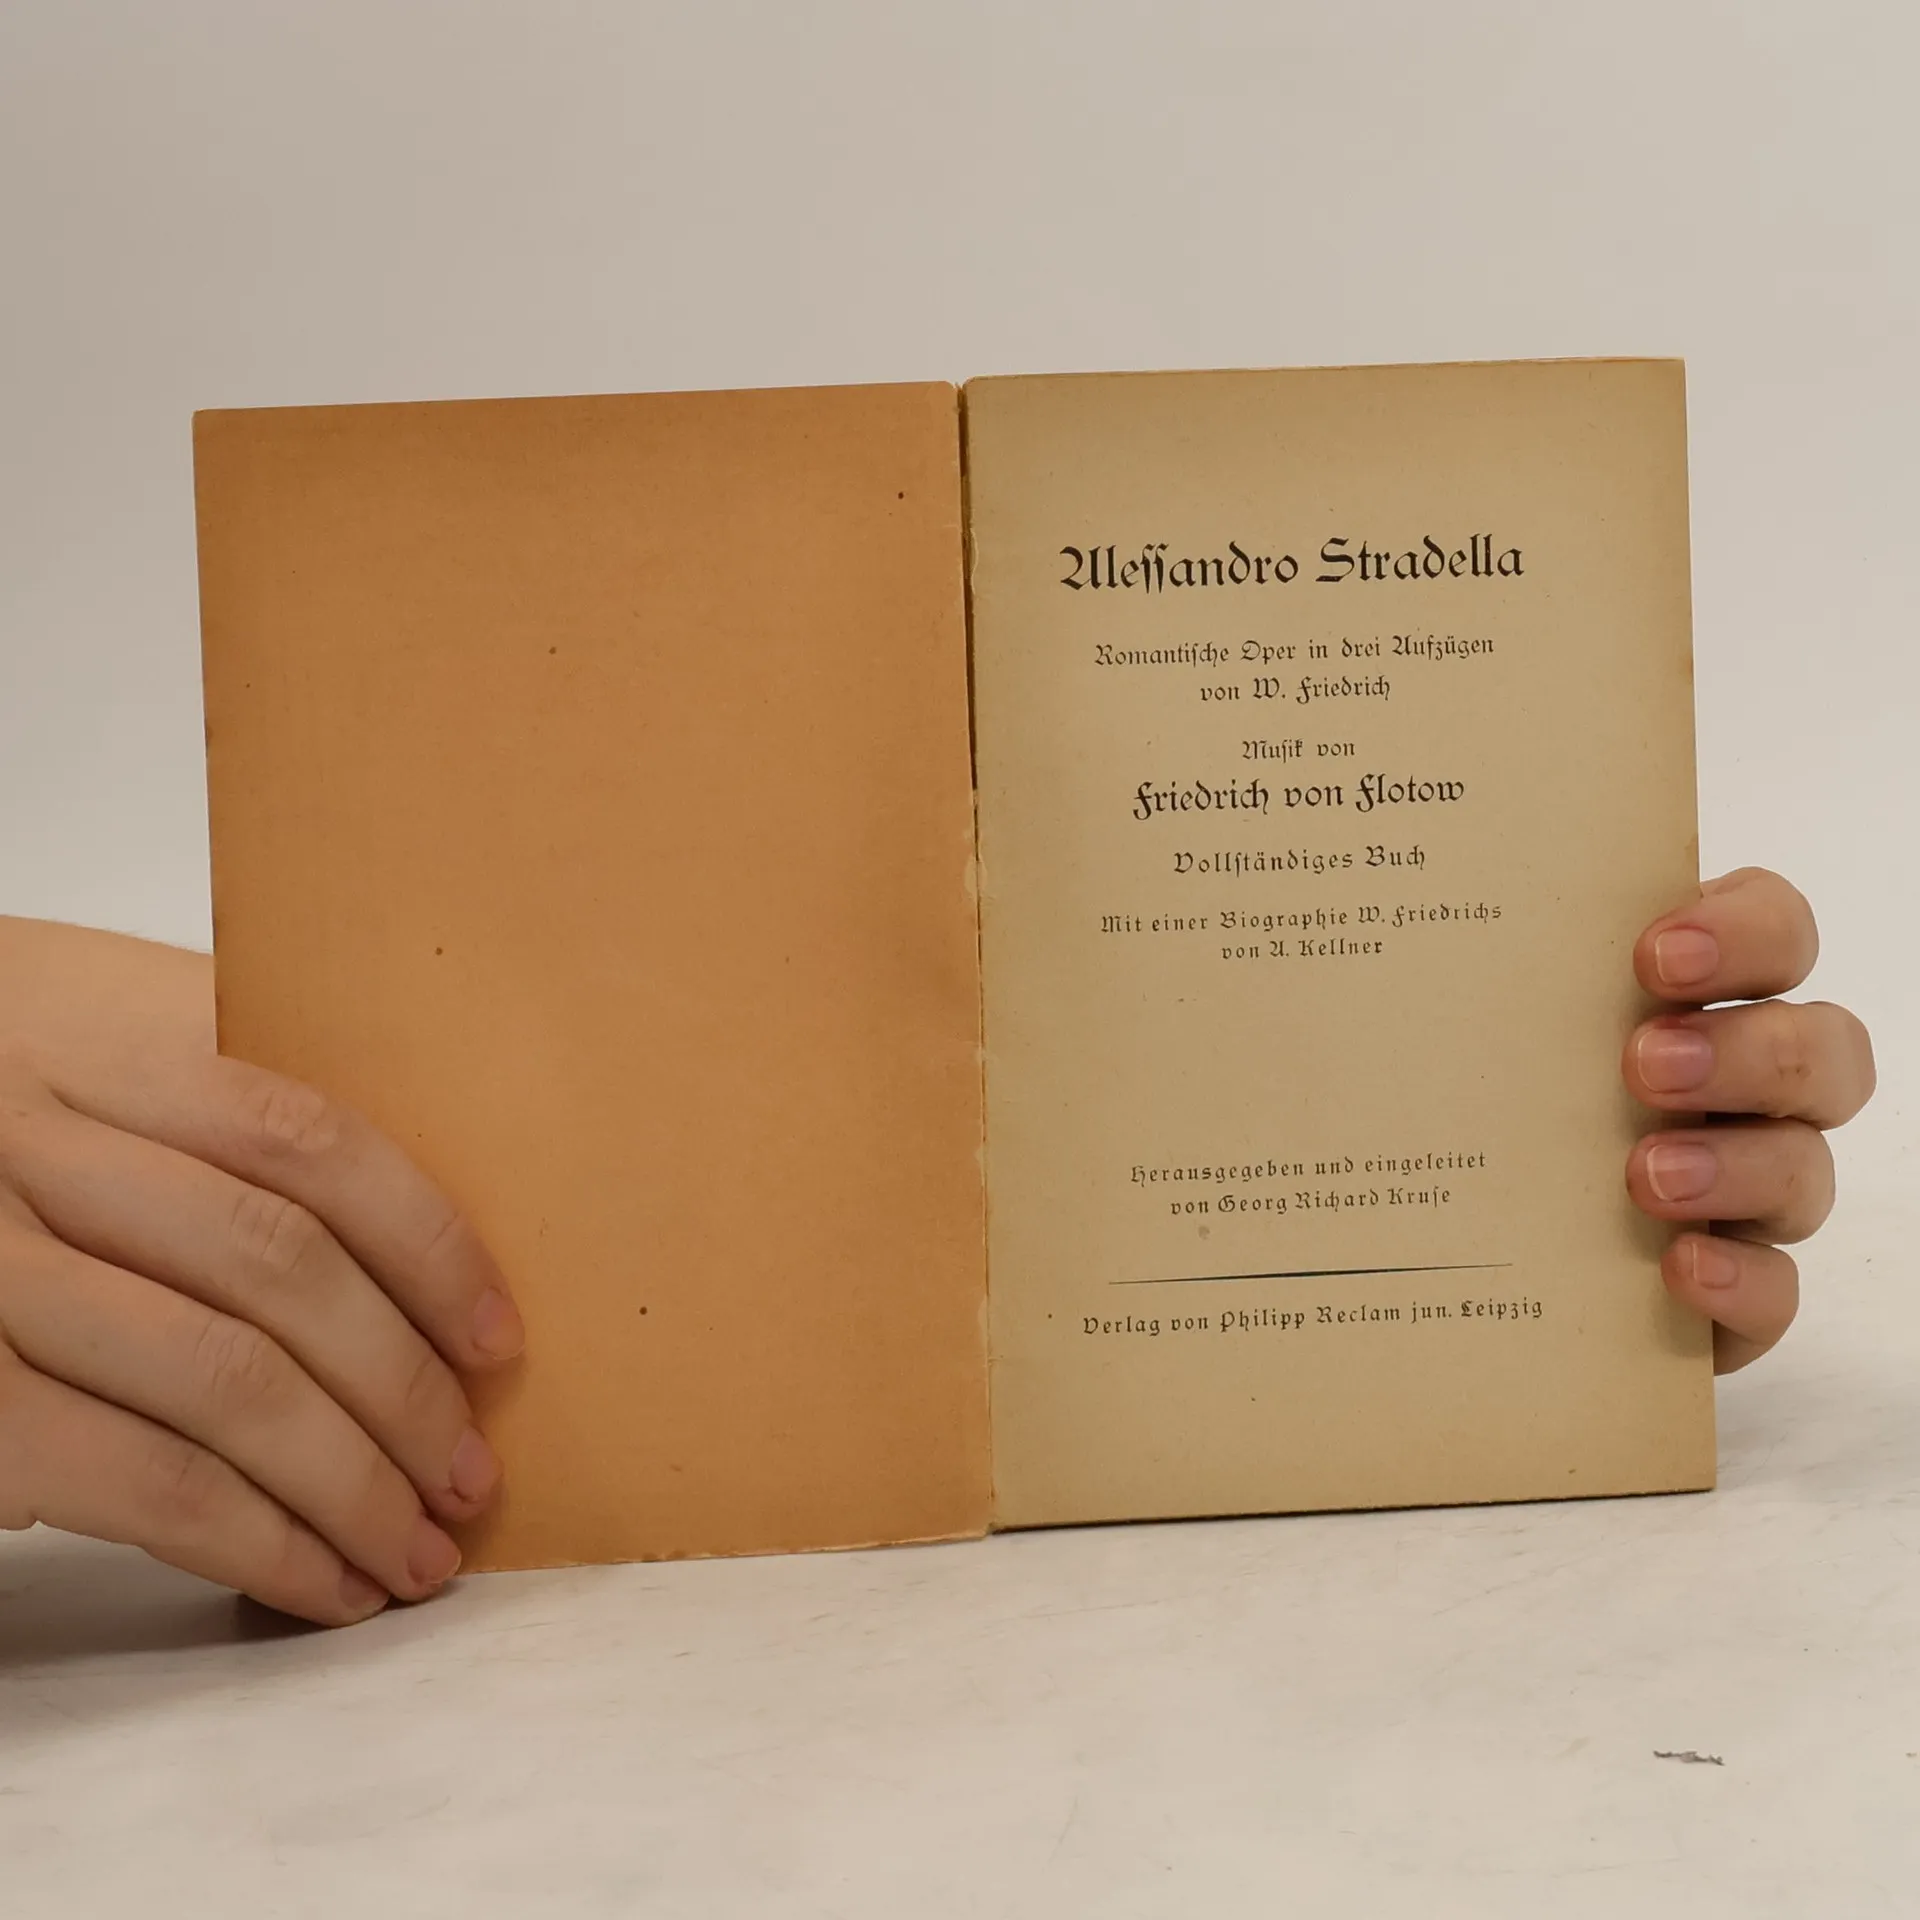 Aleſſandro Stradella
Romantiſche Oper in drei Aufzügen
von W. Friedrich
Muſik von
Friedrich von Flotow
Vollſtändiges Buch
Mit einer Biographie W. Friedrichs
von A. Kellner
Herausgegeben und eingeleitet
von Georg Richard Kruſe
Verlag von Philipp Reclam jun. Leipzig